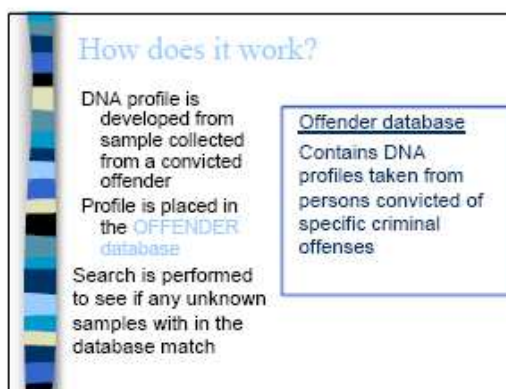 How does it work?
DNA profile is
developed from
sample collected
from a convicted
offender
Profile is placed in
the OFFENDER
database
Search is performed
to see if any unknown
samples with in the
database match
Offender database
Contains DNA
profiles taken from
persons convicted of
specific criminal
offenses